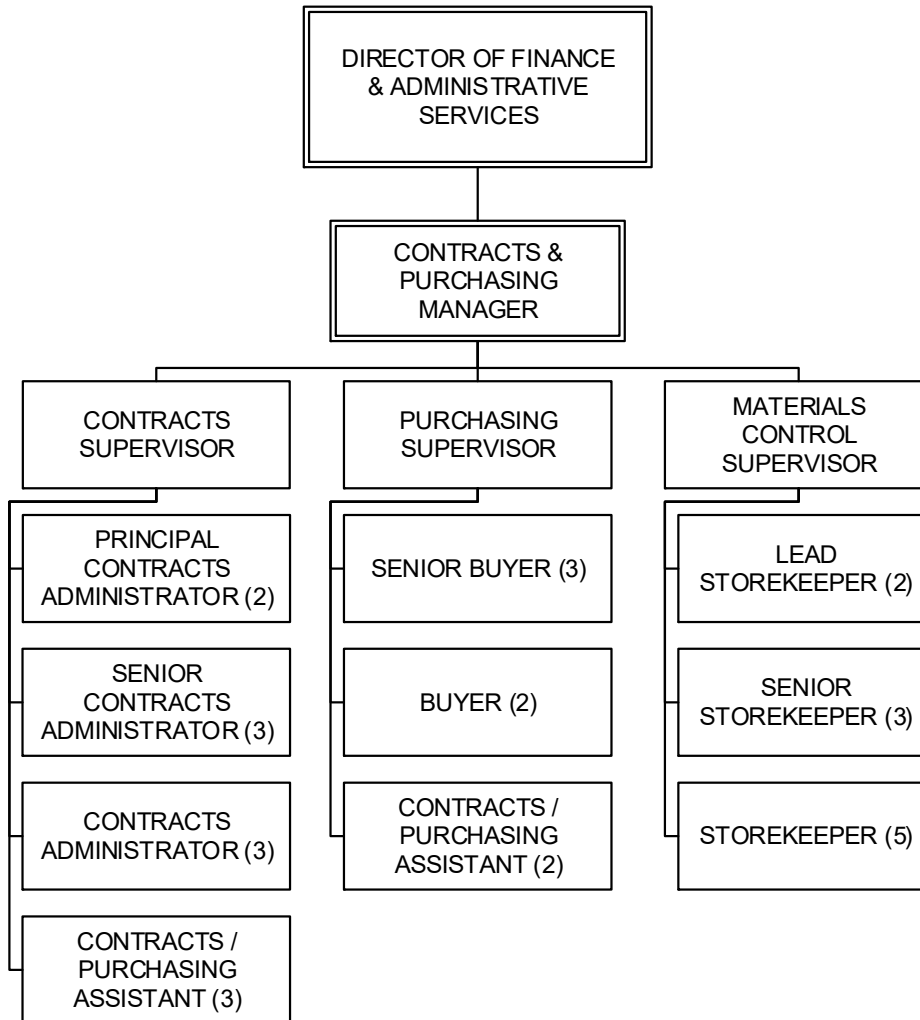 DIRECTOR OF FINANCE
& ADMINISTRATIVE
SERVICES
CONTRACTS &
PURCHASING
MANAGER
CONTRACTS
SUPERVISOR
PRINCIPAL
CONTRACTS
ADMINISTRATOR (2)
SENIOR
CONTRACTS
ADMINISTRATOR (3)
CONTRACTS
ADMINISTRATOR (3)
CONTRACTS /
PURCHASING
ASSISTANT (3)
PURCHASING
SUPERVISOR
SENIOR BUYER (3)
BUYER (2)
CONTRACTS /
PURCHASING
ASSISTANT (2)
MATERIALS
CONTROL
SUPERVISOR
LEAD
STOREKEEPER (2)
SENIOR
STOREKEEPER (3)
STOREKEEPER (5)